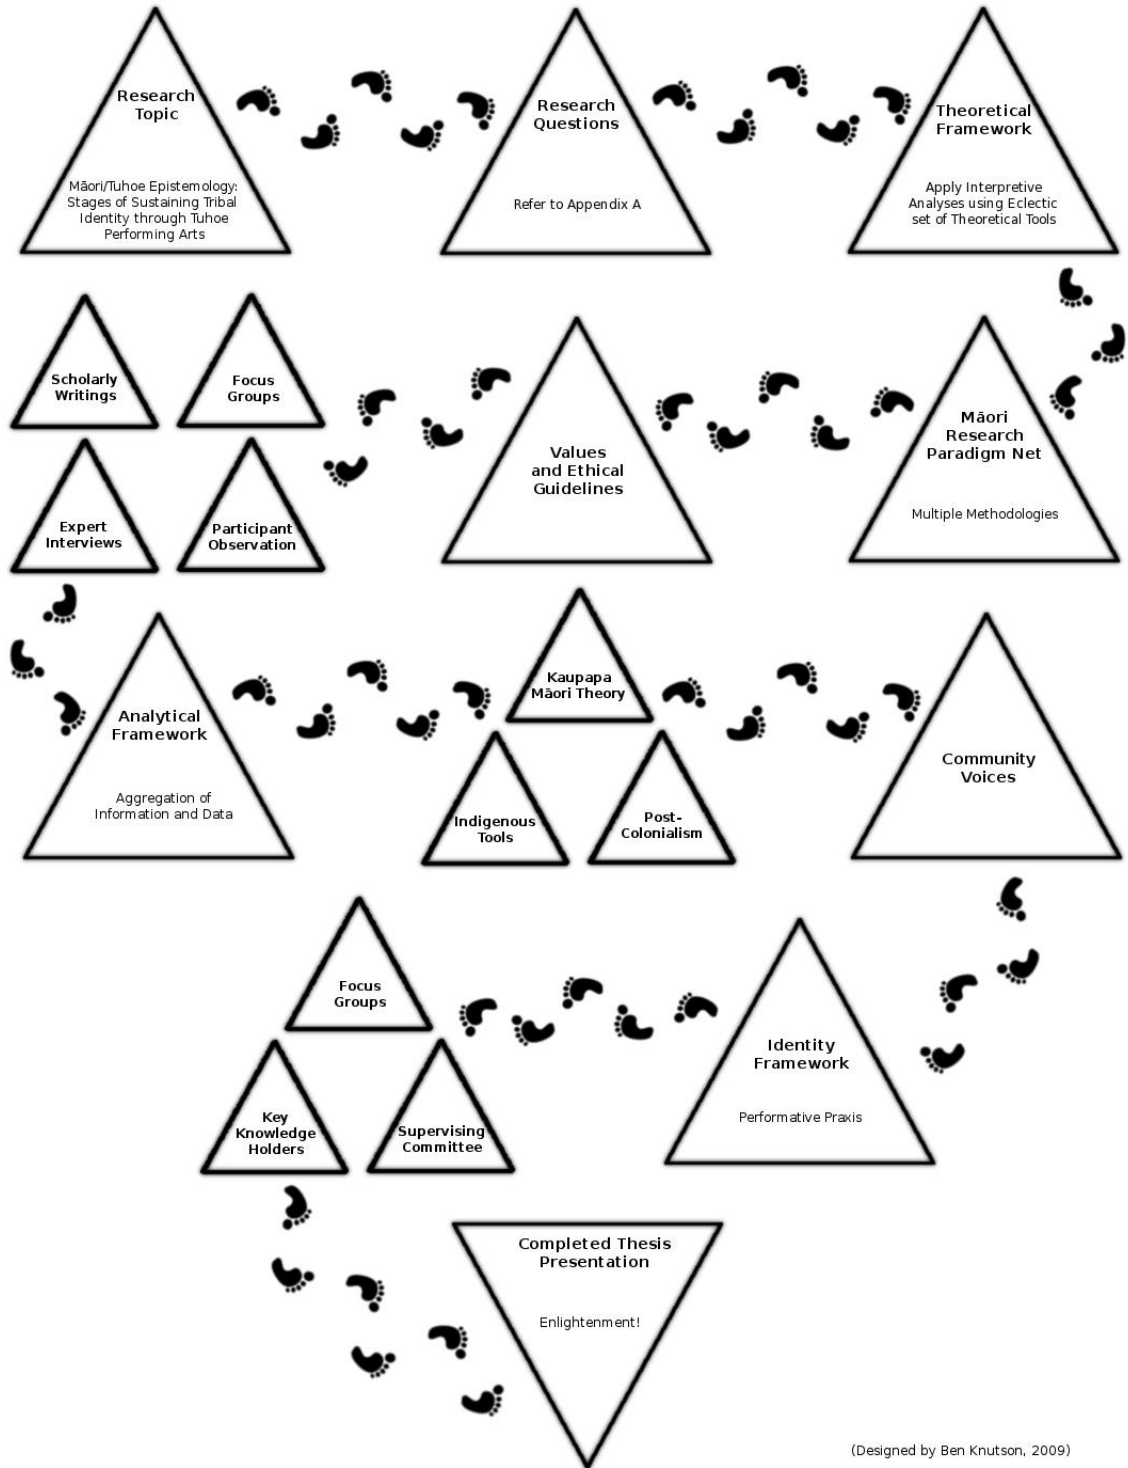 Research
Topic
Māori/Tuhoe Epistemology:
Stages of Sustaining Tribal
Identity through Tuhoe
Performing Arts
Research
Questions
Refer to Appendix A
Theoretical
Framework
Apply Interpretive
Analyses using Eclectic
set of Theoretical Tools
Māori
Research
Paradigm Net
Multiple Methodologies
Values
and Ethical
Guidelines
Scholarly
Writings
Focus
Groups
Expert
Interviews
Participant
Observation
Analytical
Framework
Aggregation of
Information and Data
Kaupapa
Māori Theory
Indigenous
Tools
Post-
Colonialism
Community
Voices
Identity
Framework
Performative Praxis
Focus
Groups
Key
Knowledge
Holders
Supervising
Committee
Completed Thesis
Presentation
Enlightenment!
(Designed by Ben Knutson, 2009)